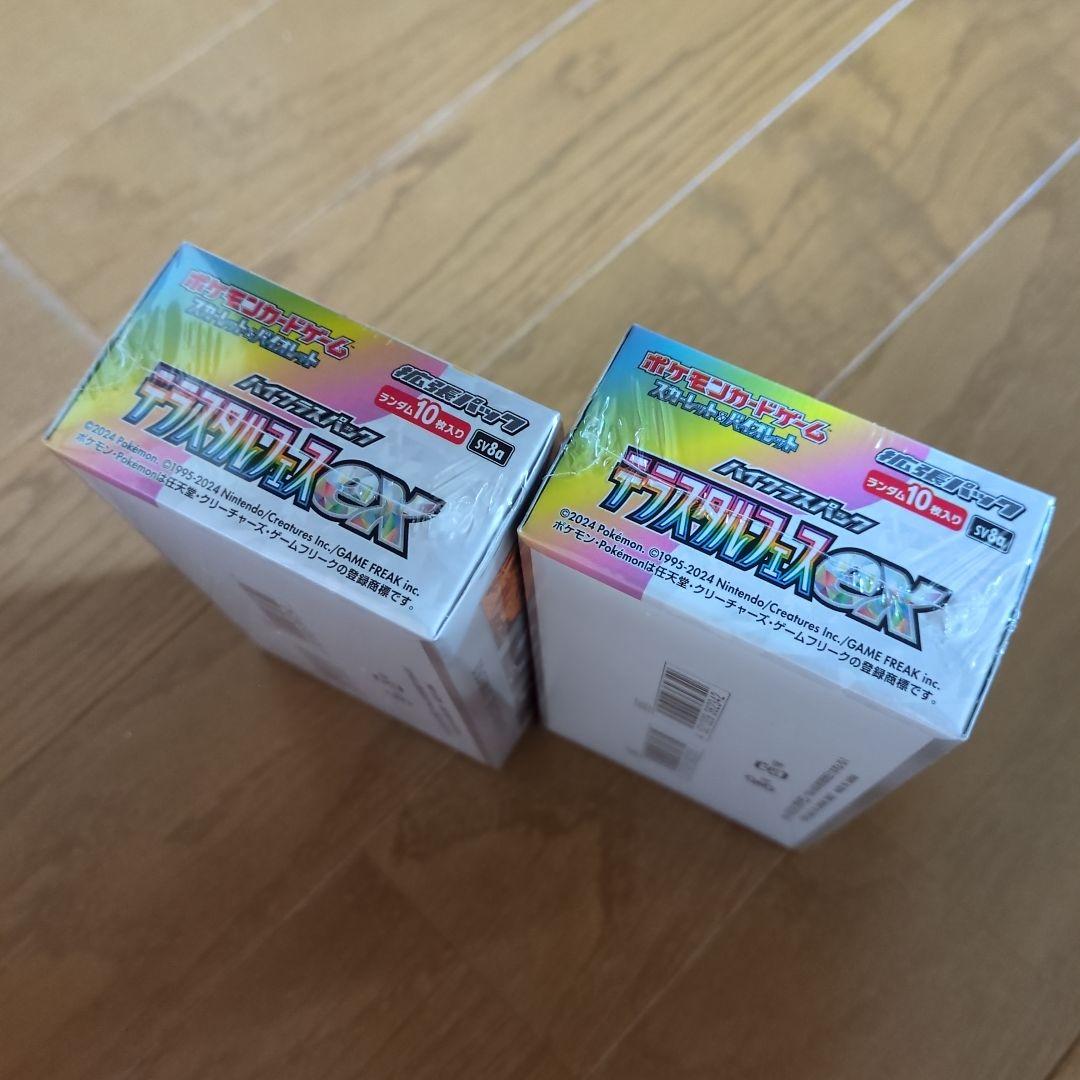 ポケモンカードゲーム
スカーレット&バイオレット
拡張パック
ランダム10枚入り
sv8a
ハイクラスパック
テラスタルフェスex
©2024 Pokémon. ©1995-2024 Nintendo/Creatures Inc./GAME FREAK inc.
ポケモン・Pokémonは任天堂・クリーチャーズ・ゲームフリークの登録商標です。
ポケモンカードゲーム
スカーレット&バイオレット
拡張パック
ランダム10枚入り
sv8a
ハイクラスパック
テラスタルフェスex
©2024 Pokémon. ©1995-2024 Nintendo/Creatures Inc./GAME FREAK inc.
ポケモン・Pokémonは任天堂・クリーチャーズ・ゲームフリークの登録商標です。